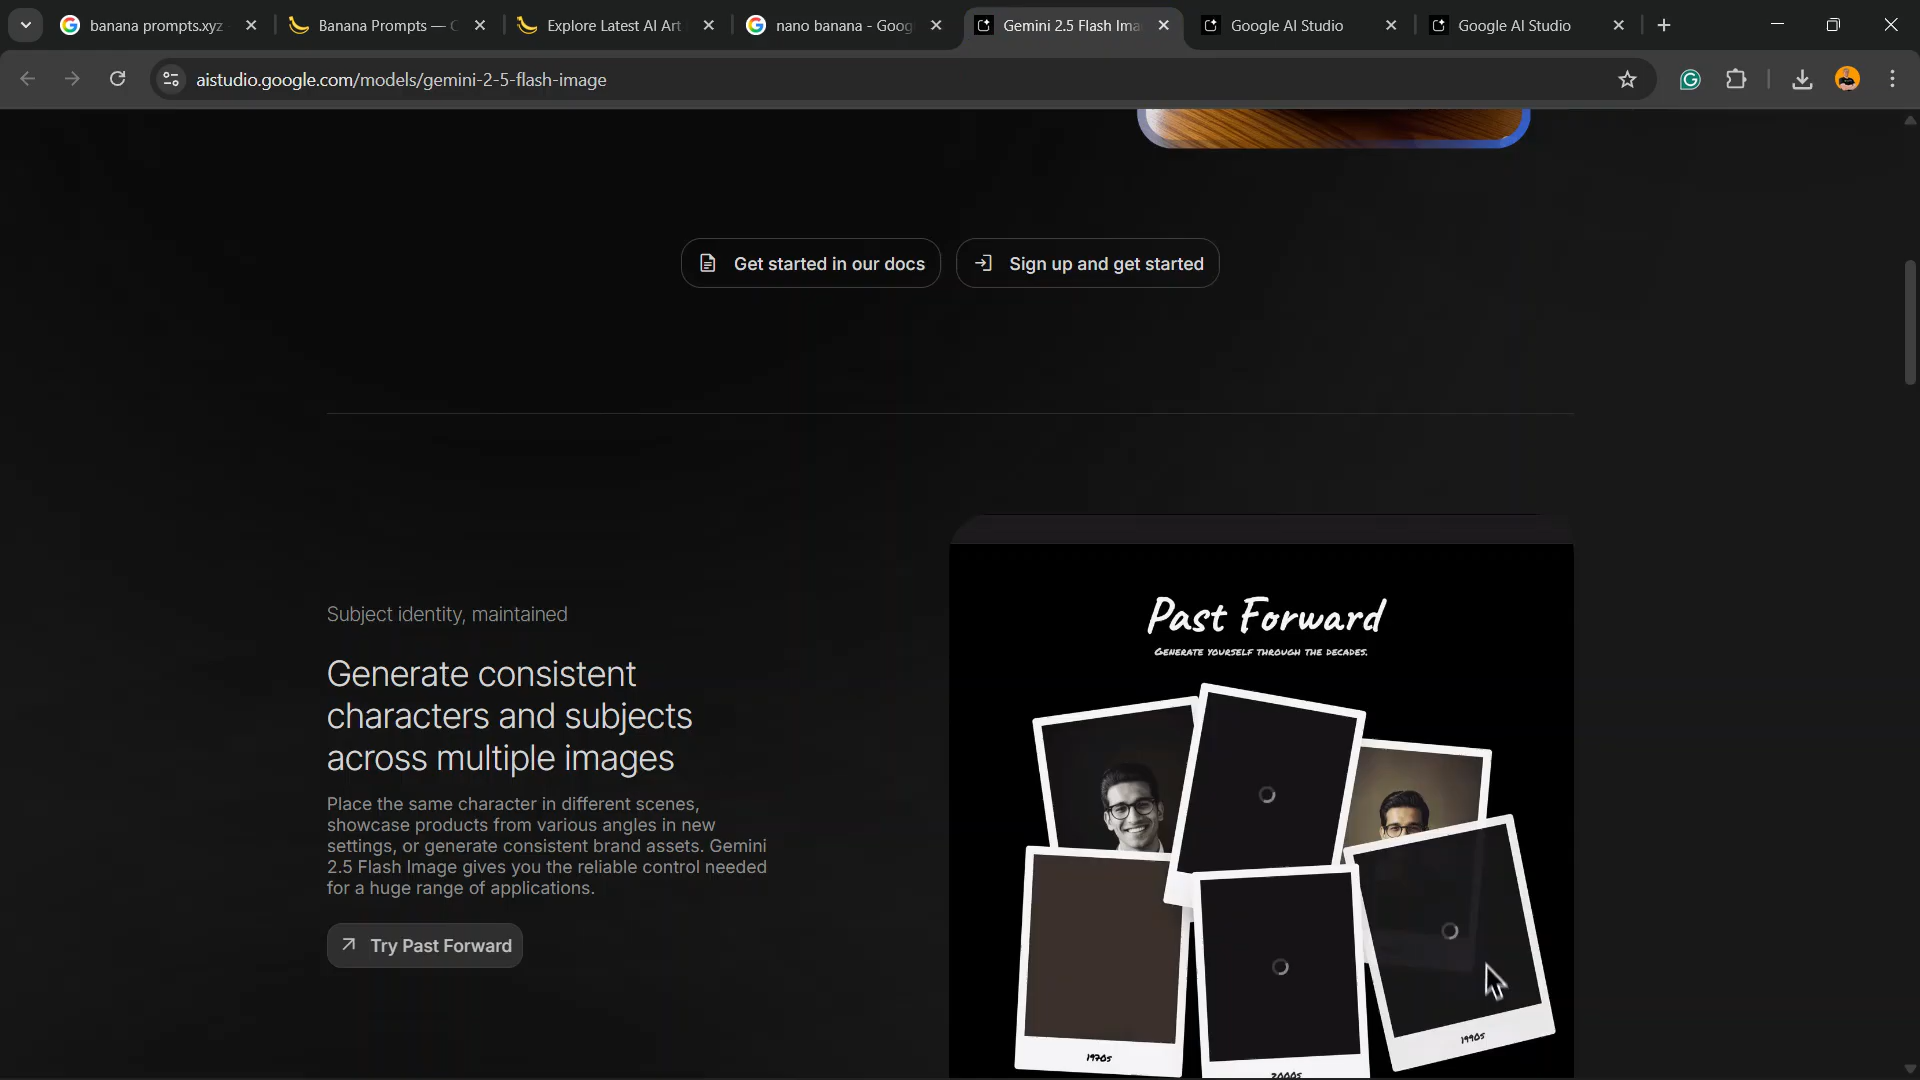 banana prompts.xyz
Banana Prompts — C
Explore Latest AI Art
nano banana - Goog
Gemini 2.5 Flash Ima
Google AI Studio
Google AI Studio
aistudio.google.com/models/gemini-2-5-flash-image
Get started in our docs
Sign up and get started
Subject identity, maintained
Generate consistent
characters and subjects
across multiple images
Place the same character in different scenes,
showcase products from various angles in new
settings, or generate consistent brand assets. Gemini
2.5 Flash Image gives you the reliable control needed
for a huge range of applications.
Try Past Forward
Past Forward
GENERATE YOURSELF THROUGH THE DECADES.
1970s
2000s
1990s